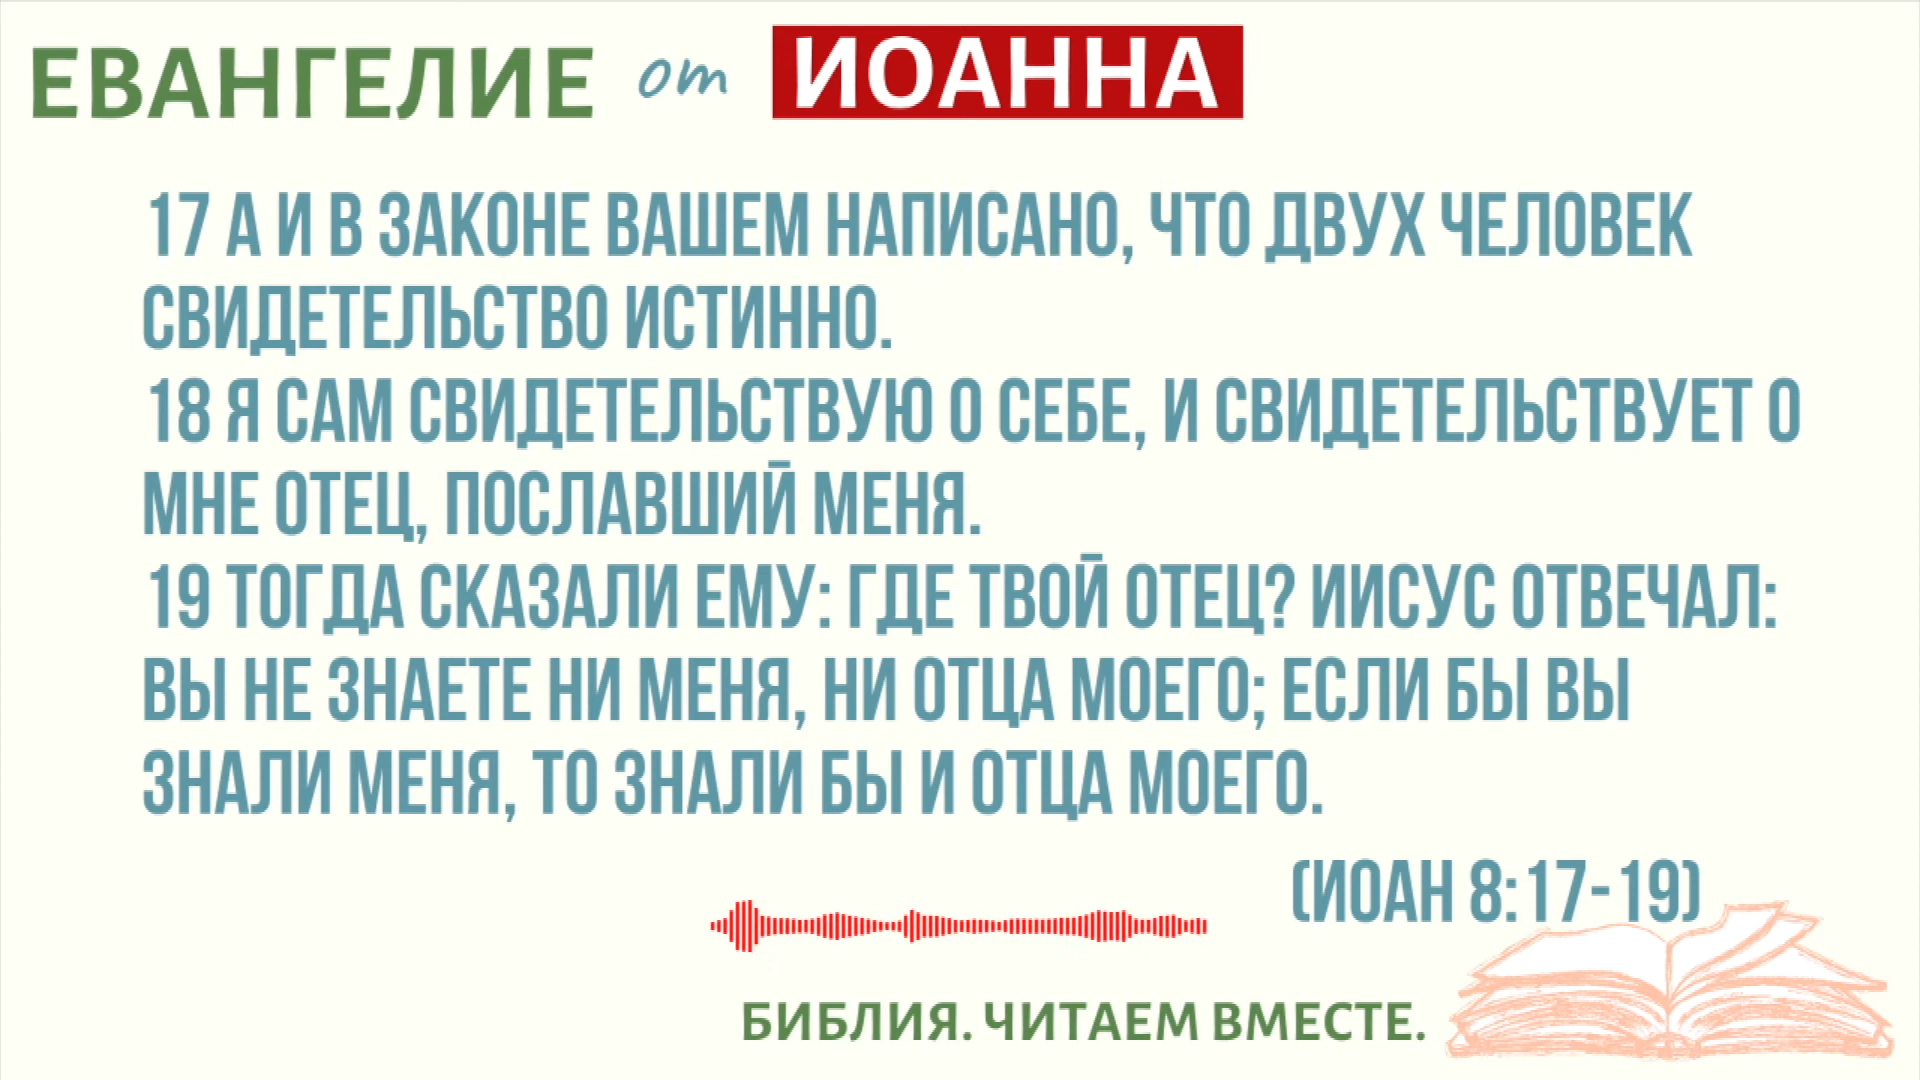 ЕВАНГЕЛИЕ от ИОАННА
17 А И В ЗАКОНЕ ВАШЕМ НАПИСАНО, ЧТО ДВУХ ЧЕЛОВЕК
СВИДЕТЕЛЬСТВО ИСТИННО.
18 Я САМ СВИДЕТЕЛЬСТВУЮ О СЕБЕ, И СВИДЕТЕЛЬСТВУЕТ О
МНЕ ОТЕЦ, ПОСЛАВШИЙ МЕНЯ.
19 ТОГДА СКАЗАЛИ ЕМУ: ГДЕ ТВОЙ ОТЕЦ? ИИСУС ОТВЕЧАЛ:
ВЫ НЕ ЗНАЕТЕ НИ МЕНЯ, НИ ОТЦА МОЕГО; ЕСЛИ БЫ ВЫ
ЗНАЛИ МЕНЯ, ТО ЗНАЛИ БЫ И ОТЦА МОЕГО.
(ИОАН 8:17-19)
БИБЛИЯ. ЧИТАЕМ ВМЕСТЕ.